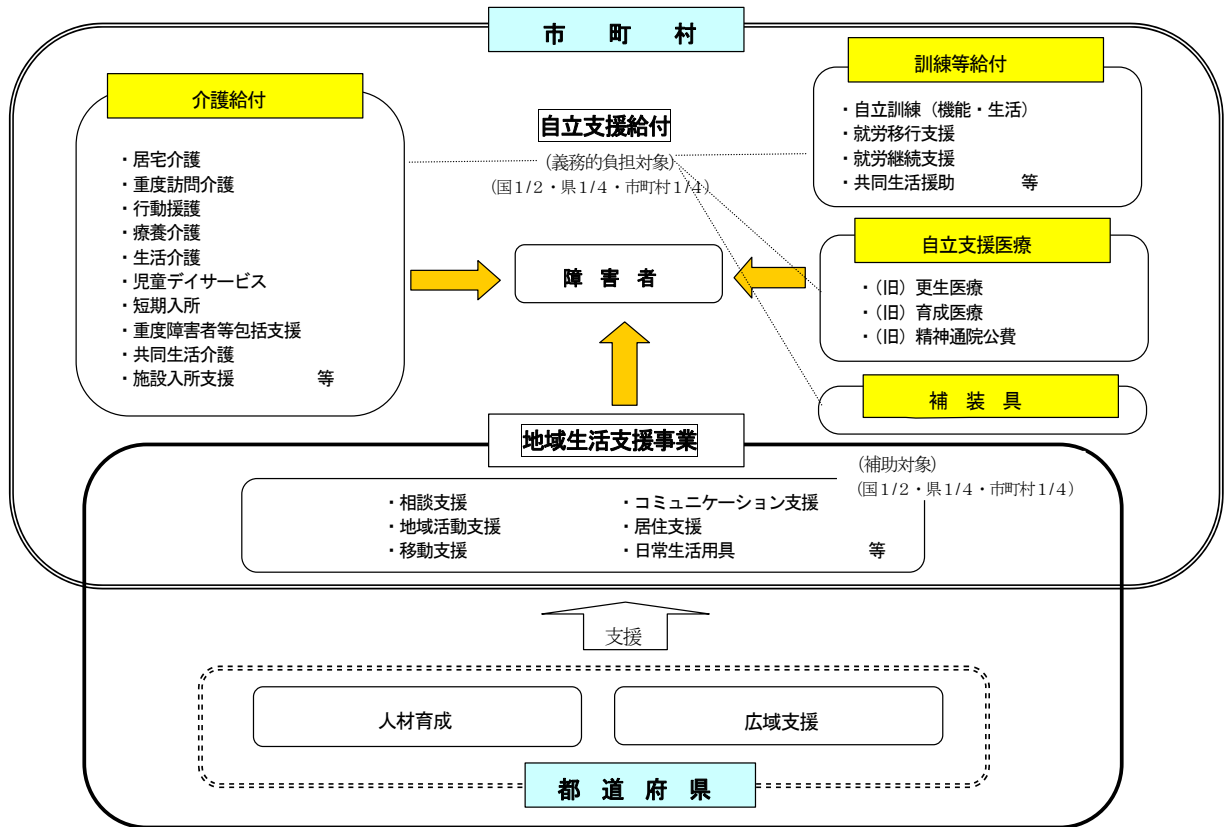 市 町 村
介護給付
・居宅介護
・重度訪問介護
・行動援護
・療養介護
・生活介護
・児童デイサービス
・短期入所
・重度障害者等包括支援
・共同生活介護
・施設入所支援 等
自立支援給付
(義務的負担対象)
(国1/2・県1/4・市町村1/4)
訓練等給付
・自立訓練（機能・生活）
・就労移行支援
・就労継続支援
・共同生活援助 等
自立支援医療
・（旧）更生医療
・（旧）育成医療
・（旧）精神通院公費
補 装 具
障 害 者
地域生活支援事業
(補助対象)
(国1/2・県1/4・市町村1/4)
・相談支援 ・コミュニケーション支援
・地域活動支援 ・居住支援
・移動支援 ・日常生活用具 等
支援
人材育成
広域支援
都 道 府 県